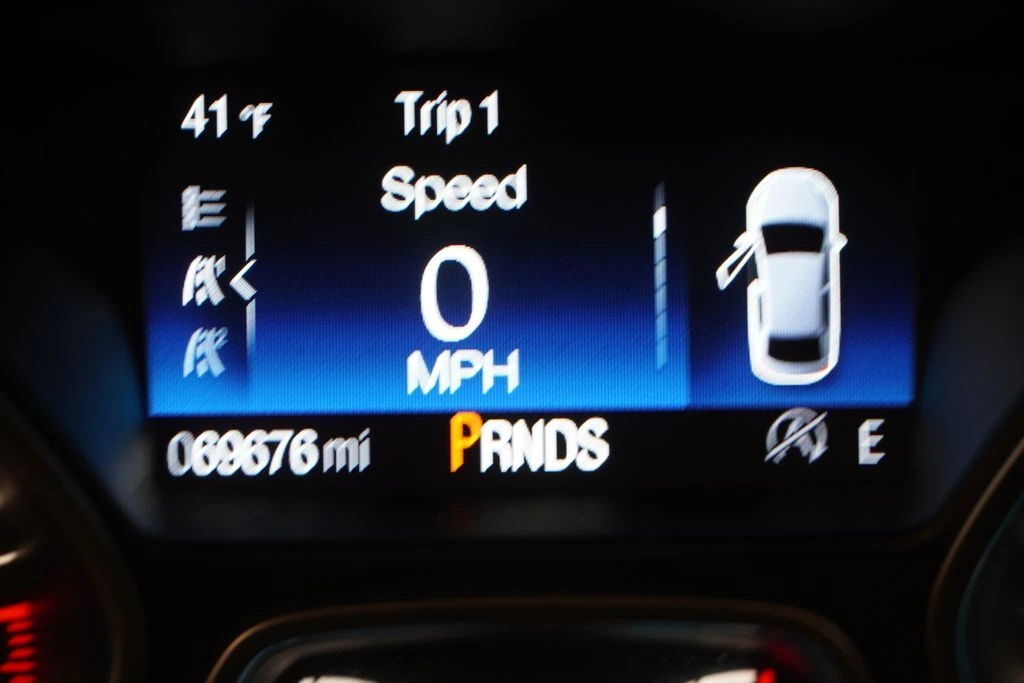 41 °F
Trip 1
Speed
0
MPH
069676 mi
PRNDS
E